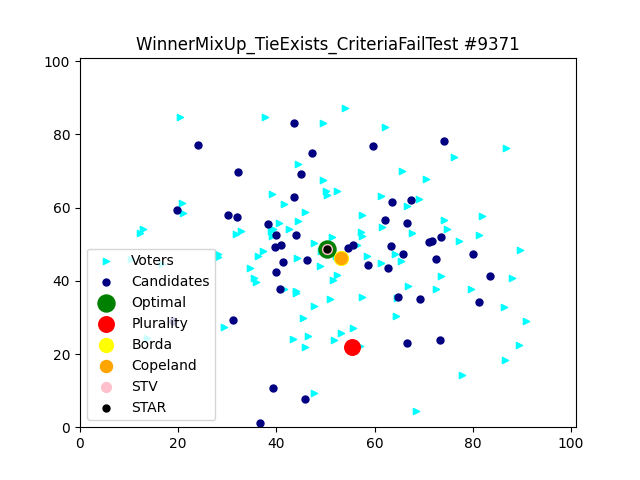 WinnerMixUp_TieExists_CriteriaFailTest #9371
100
80
60
40
20
0
0 20 40 60 80 100
Voters
Candidates
Optimal
Plurality
Borda
Copeland
STV
STAR